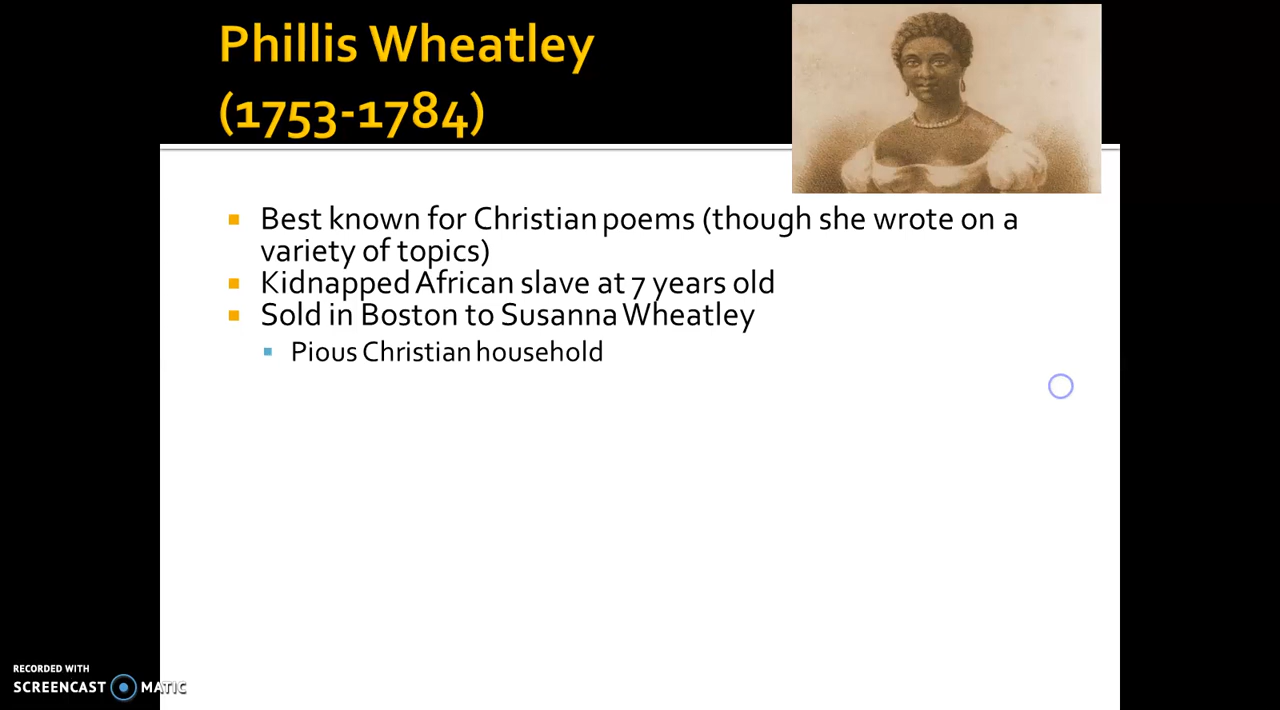 Phillis Wheatley
(1753-1784)
Best known for Christian poems (though she wrote on a
variety of topics)
Kidnapped African slave at 7 years old
Sold in Boston to Susanna Wheatley
Pious Christian household
RECORDED WITH
SCREENCAST MATIC